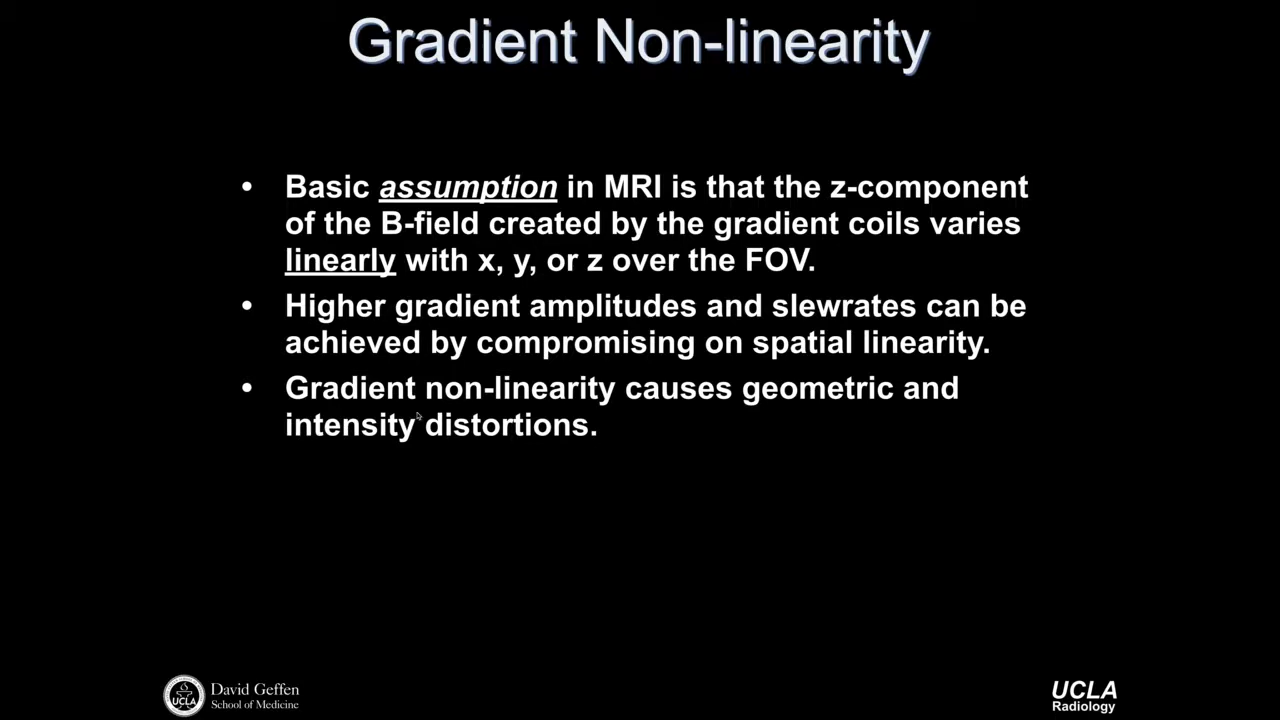 Gradient Non-linearity
• Basic assumption in MRI is that the z-component
of the B-field created by the gradient coils varies
linearly with x, y, or z over the FOV.
• Higher gradient amplitudes and slewrates can be
achieved by compromising on spatial linearity.
• Gradient non-linearity causes geometric and
intensity distortions.
UCLA
David Geffen
School of Medicine
UCLA
Radiology